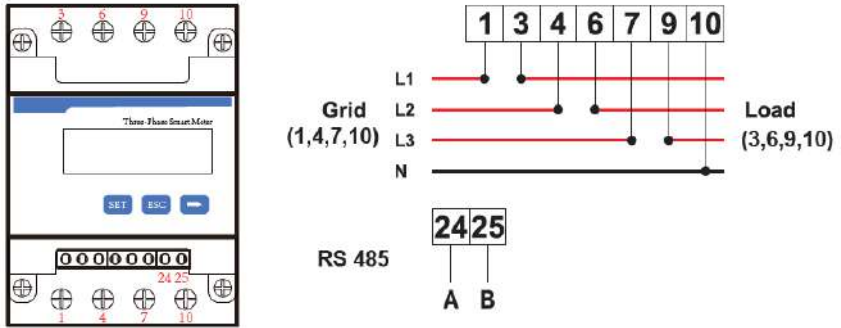 3 6 9 10
Three-Phase Smart Meter
SET ESC
24 25
1 4 7 10
1 3 4 6 7 9 10
L1
L2
L3
N
Grid
(1,4,7,10)
Load
(3,6,9,10)
24 25
RS 485
A B